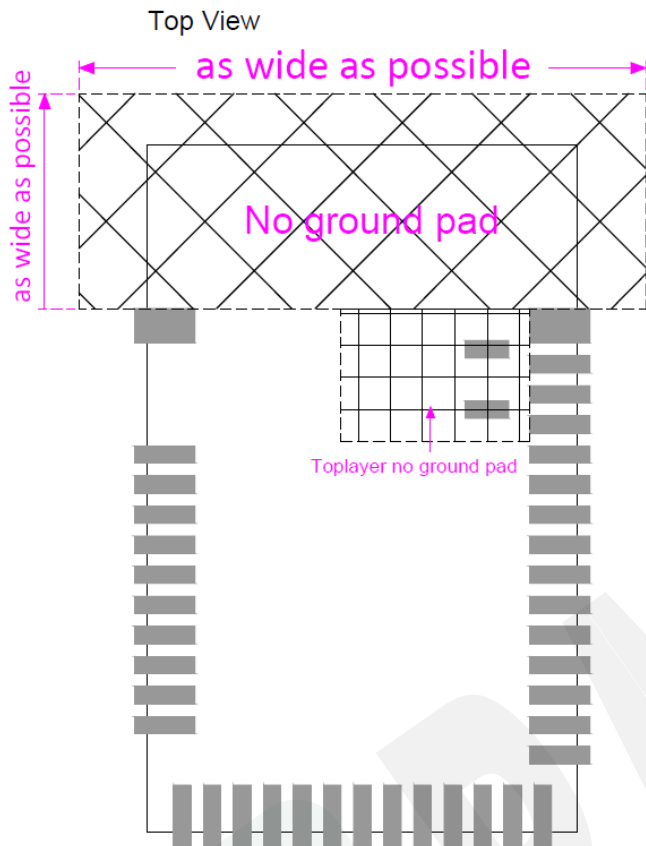 Top View
as wide as possible
as wide as possible
No ground pad
Toplayer no ground pad